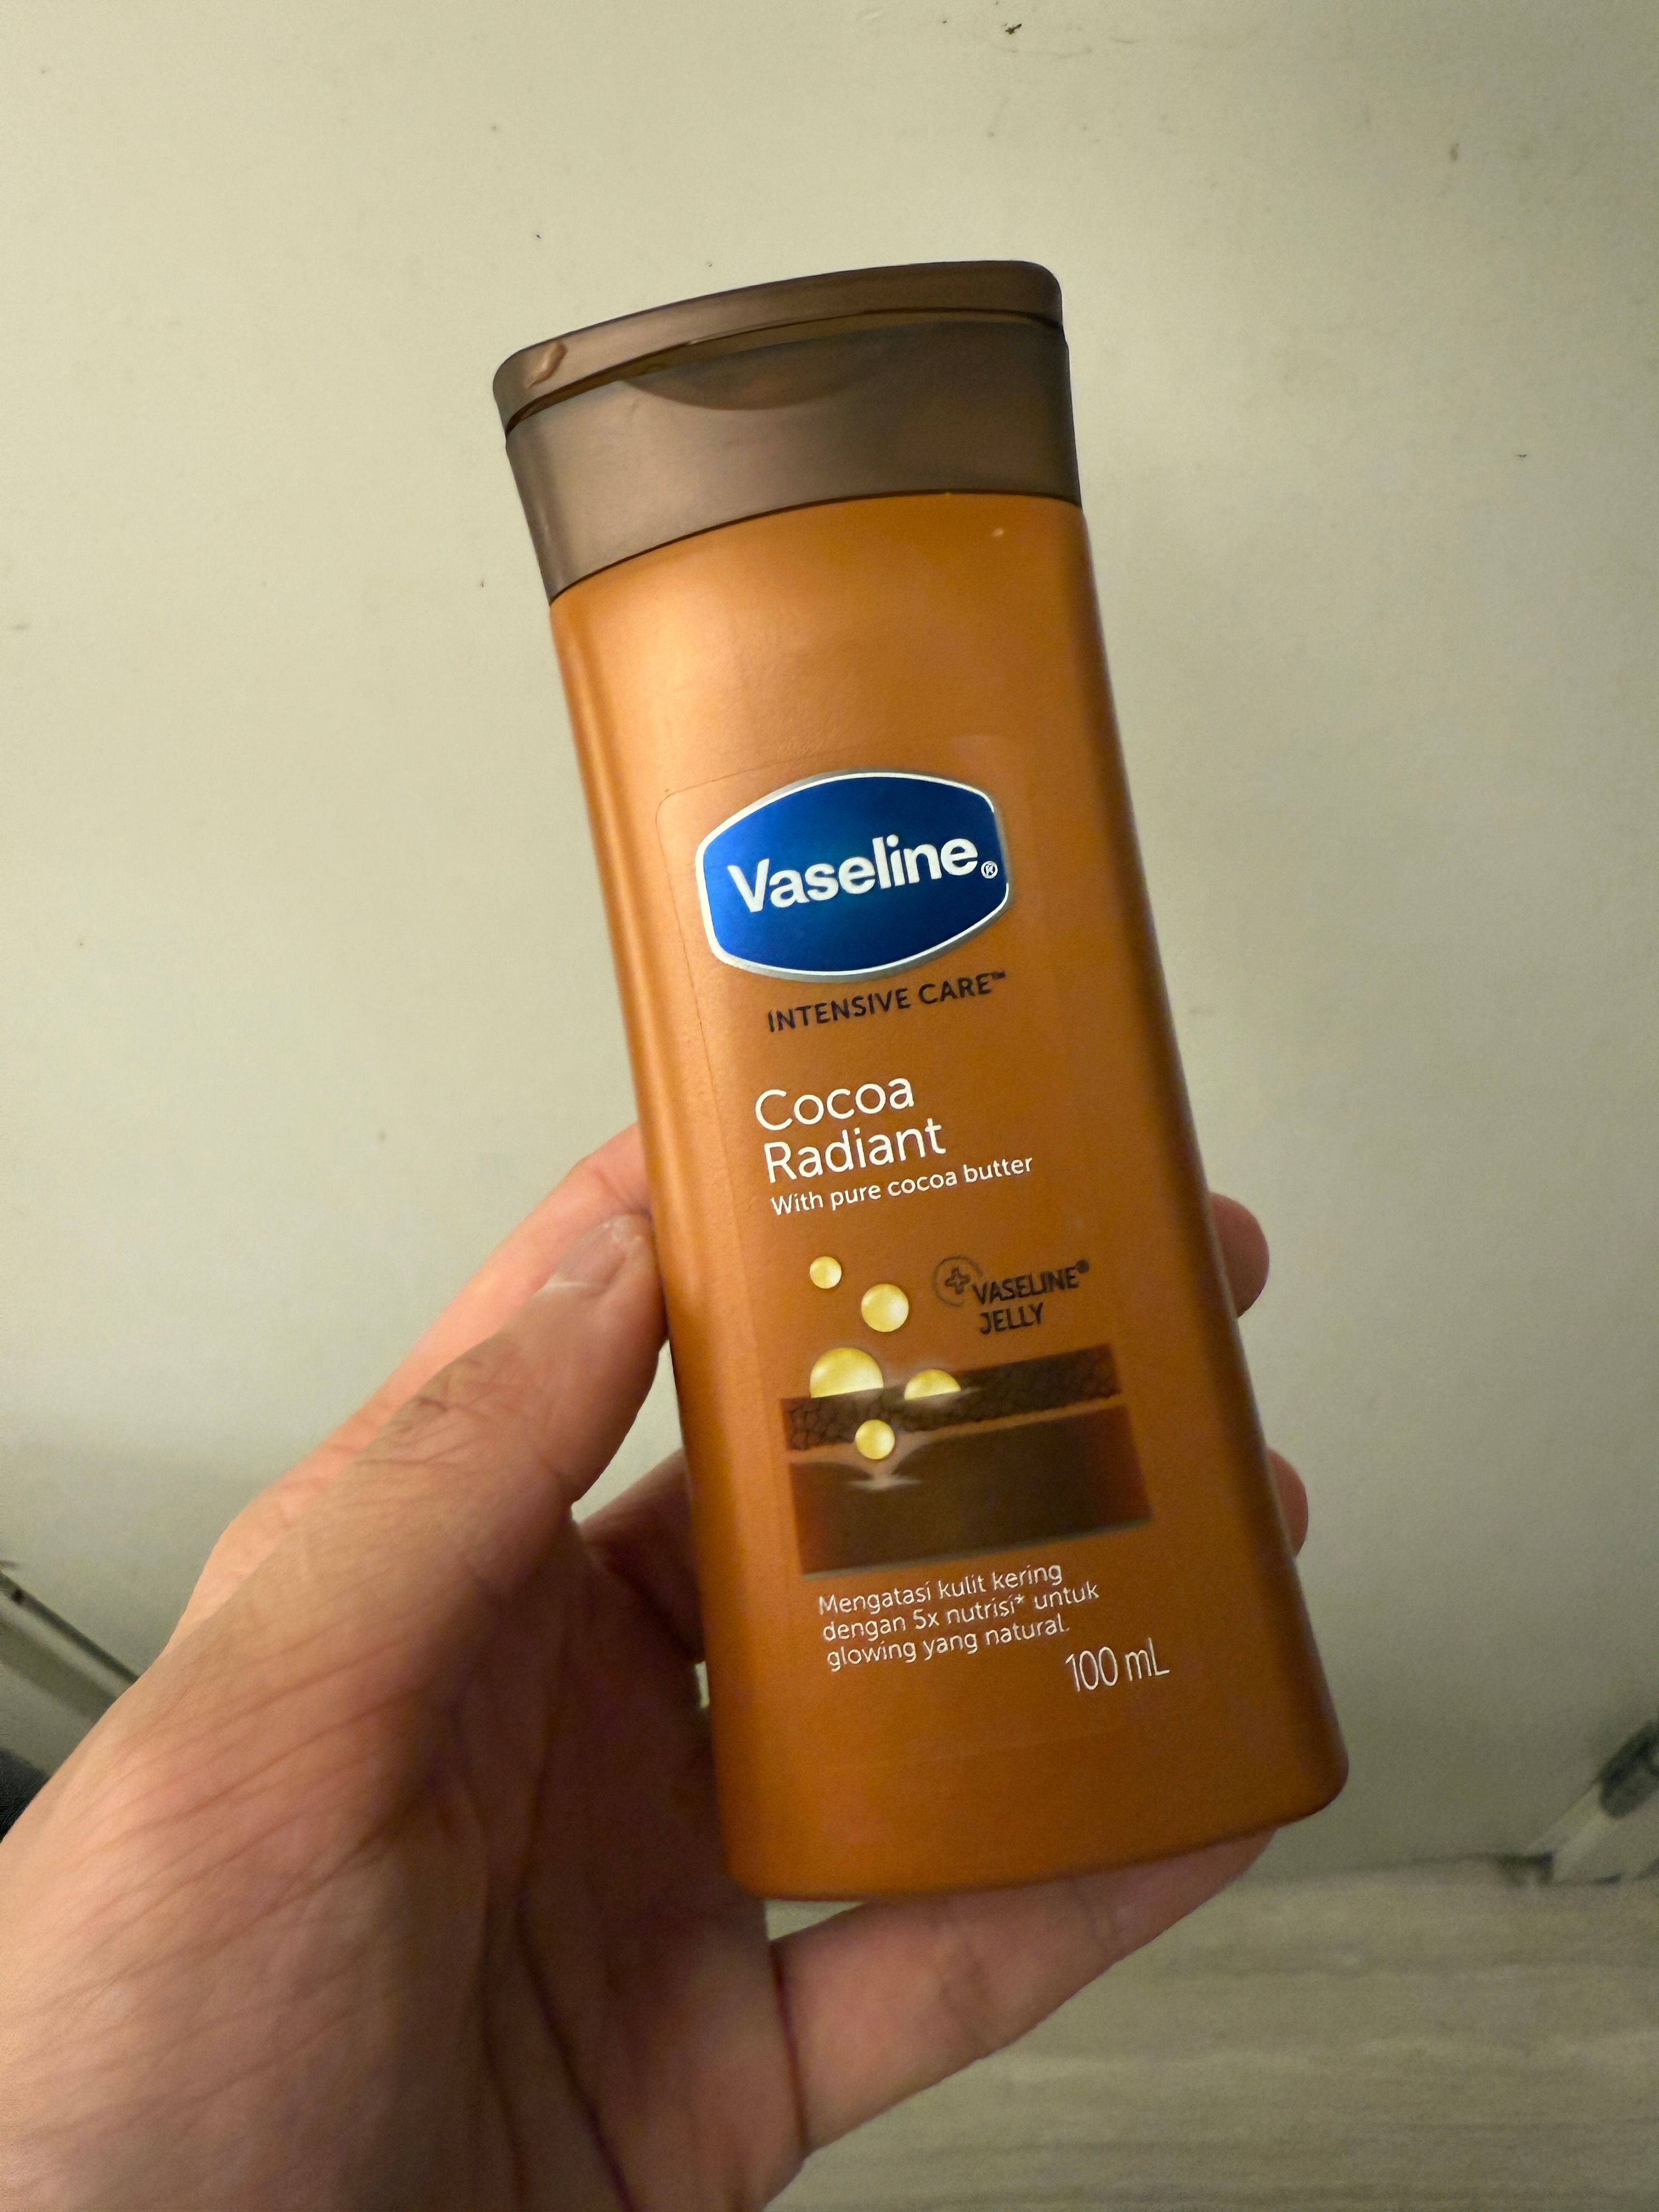 Vaseline®
INTENSIVE CARE™
Cocoa
Radiant
With pure cocoa butter
VASELINE®
JELLY
Mengatasi kulit kering
dengan 5x nutrisi* untuk
glowing yang natural.
100 mL